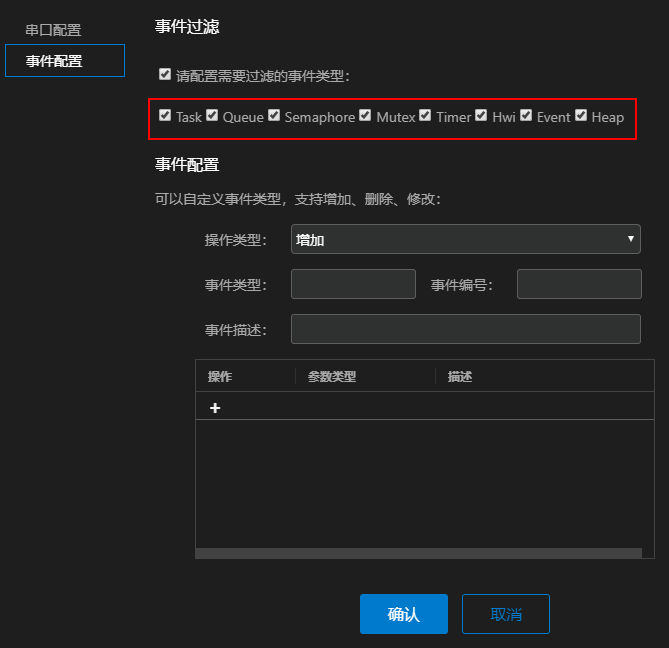 串口配置
事件配置
事件过滤
请配置需要过滤的事件类型：
Task Queue Semaphore Mutex Timer Hwi Event Heap
事件配置
可以自定义事件类型，支持增加、删除、修改：
操作类型： 增加
事件类型： 事件编号：
事件描述：
操作 参数类型 描述
+
确认 取消